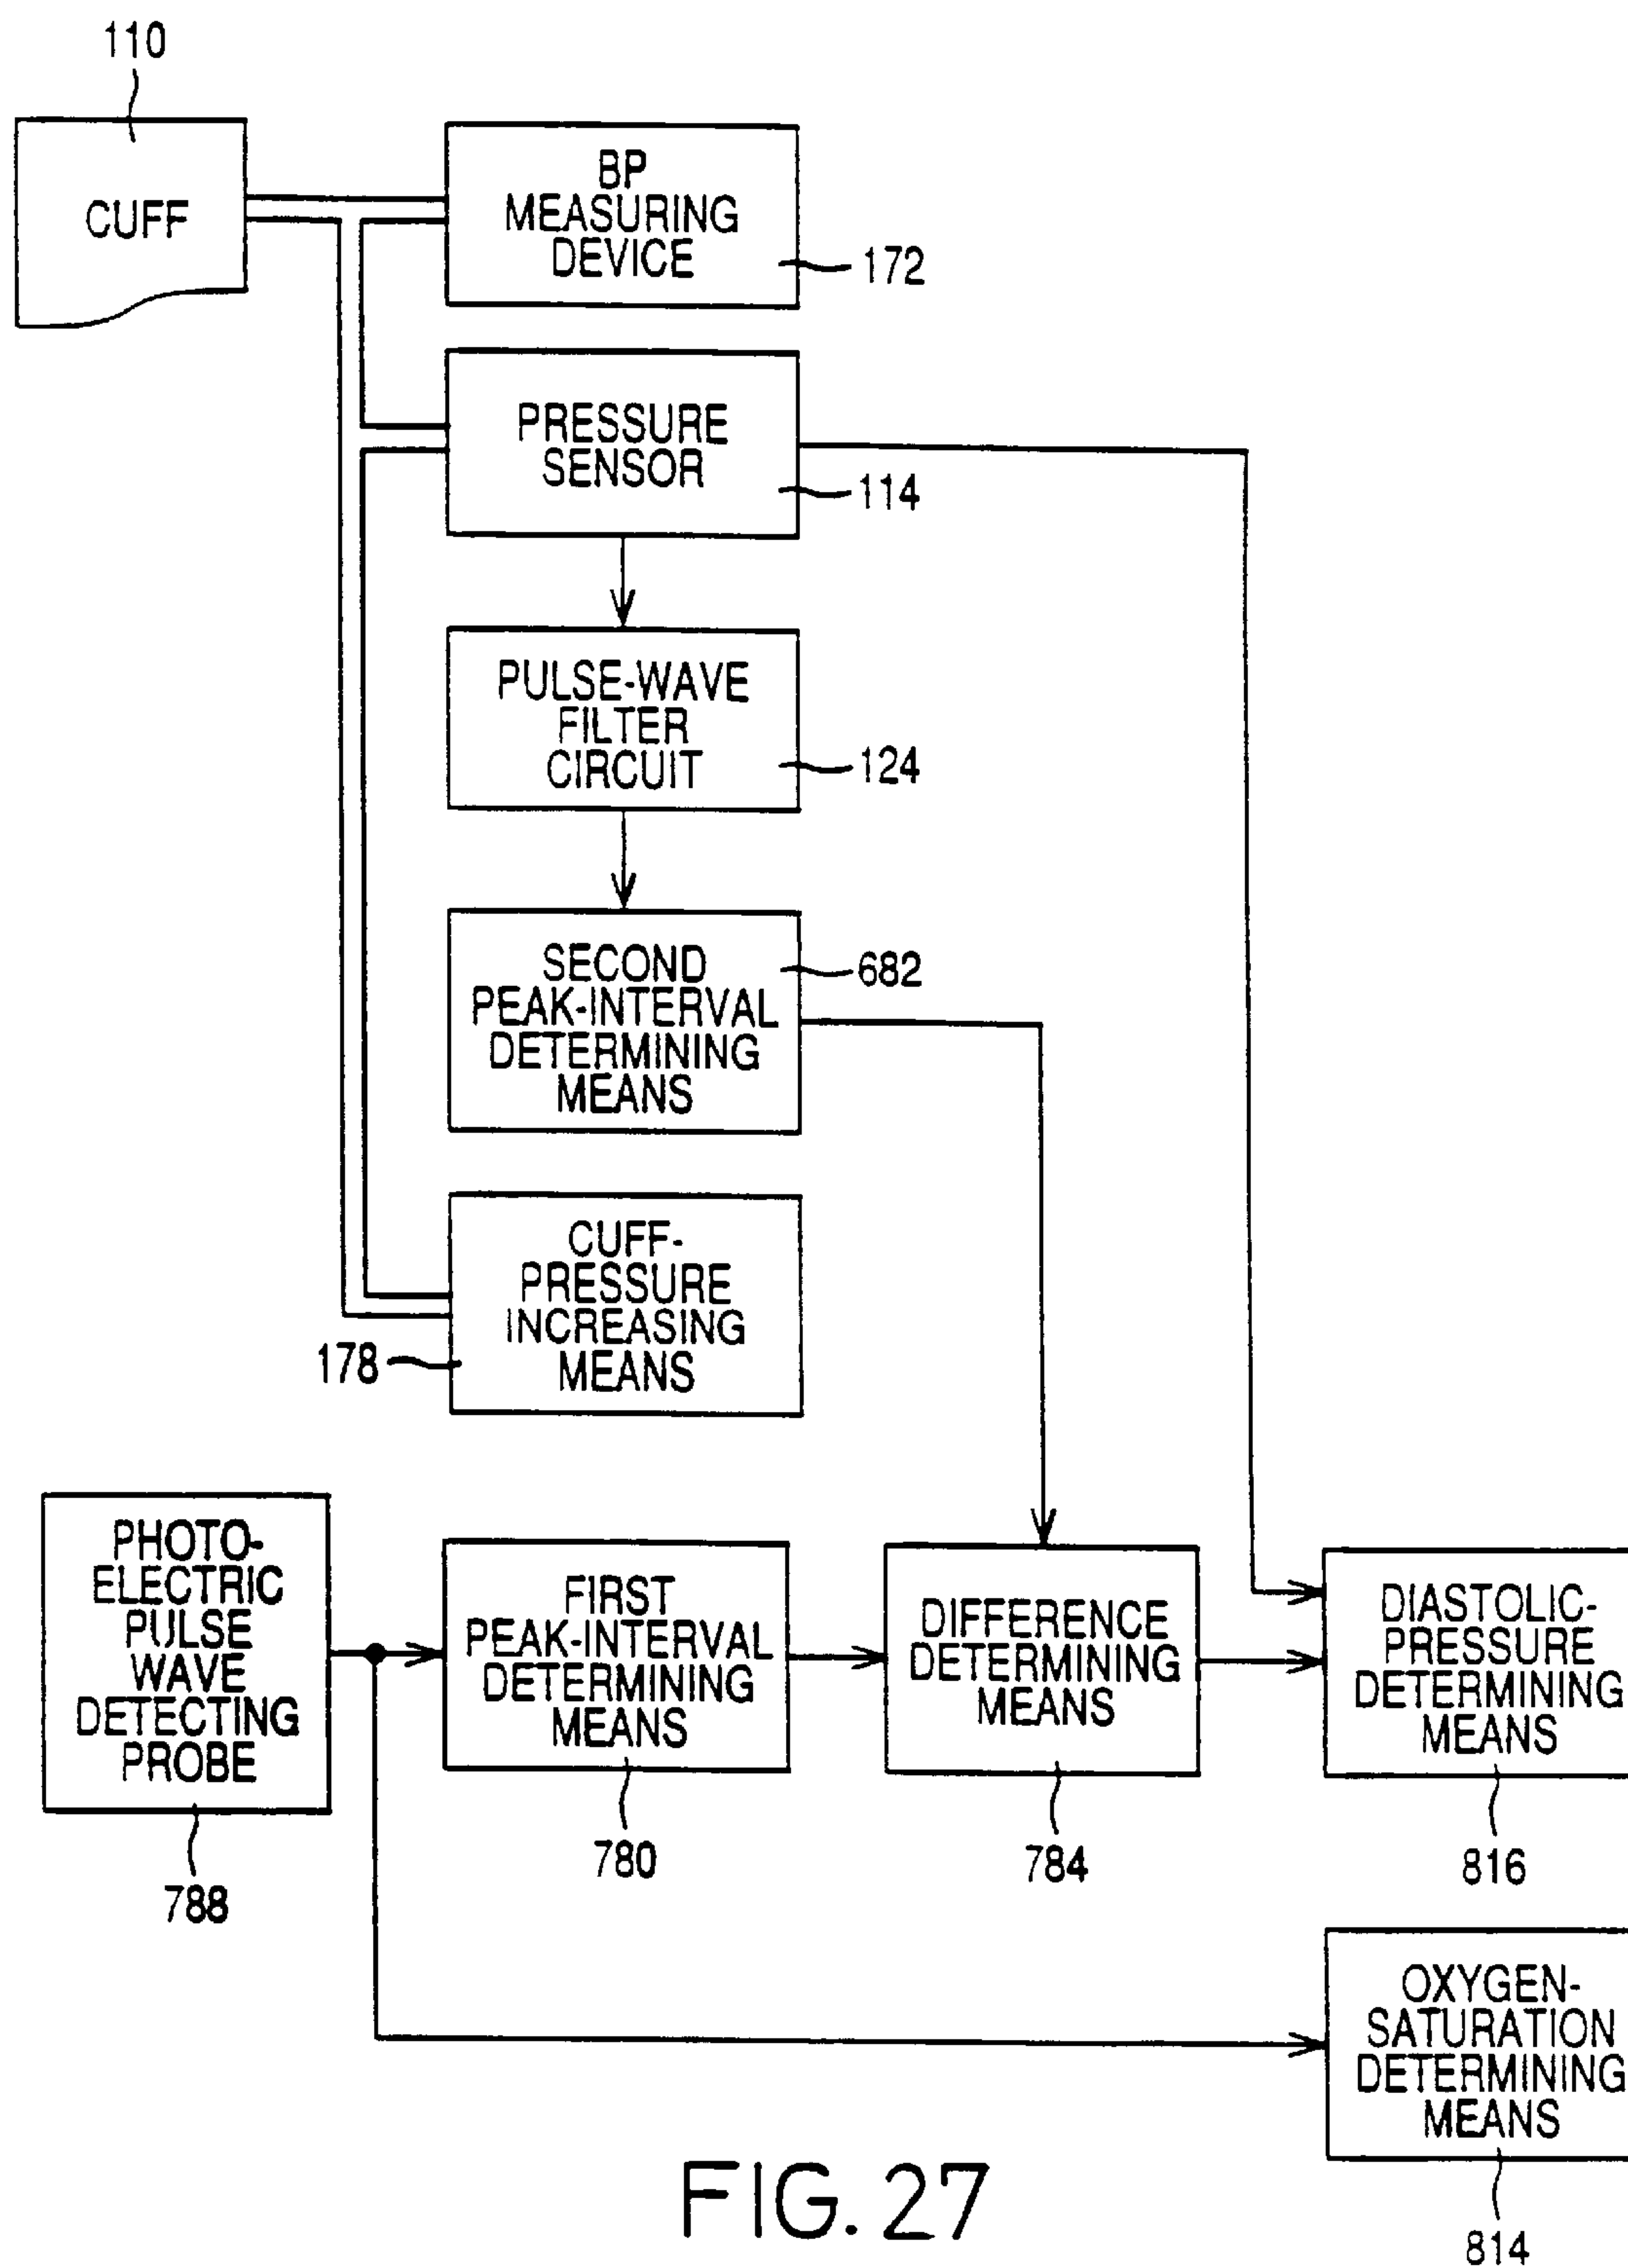 110
CUFF
BP
MEASURING
DEVICE
172
PRESSURE
SENSOR
114
PULSE-WAVE
FILTER
CIRCUIT
124
SECOND
PEAK-INTERVAL
DETERMINING
MEANS
682
CUFF-
PRESSURE
INCREASING
MEANS
178
PHOTO-
ELECTRIC
PULSE
WAVE
DETECTING
PROBE
788
FIRST
PEAK-INTERVAL
DETERMINING
MEANS
780
DIFFERENCE
DETERMINING
MEANS
784
DIASTOLIC-
PRESSURE
DETERMINING
MEANS
816
OXYGEN-
SATURATION
DETERMINING
MEANS
814
FIG. 27